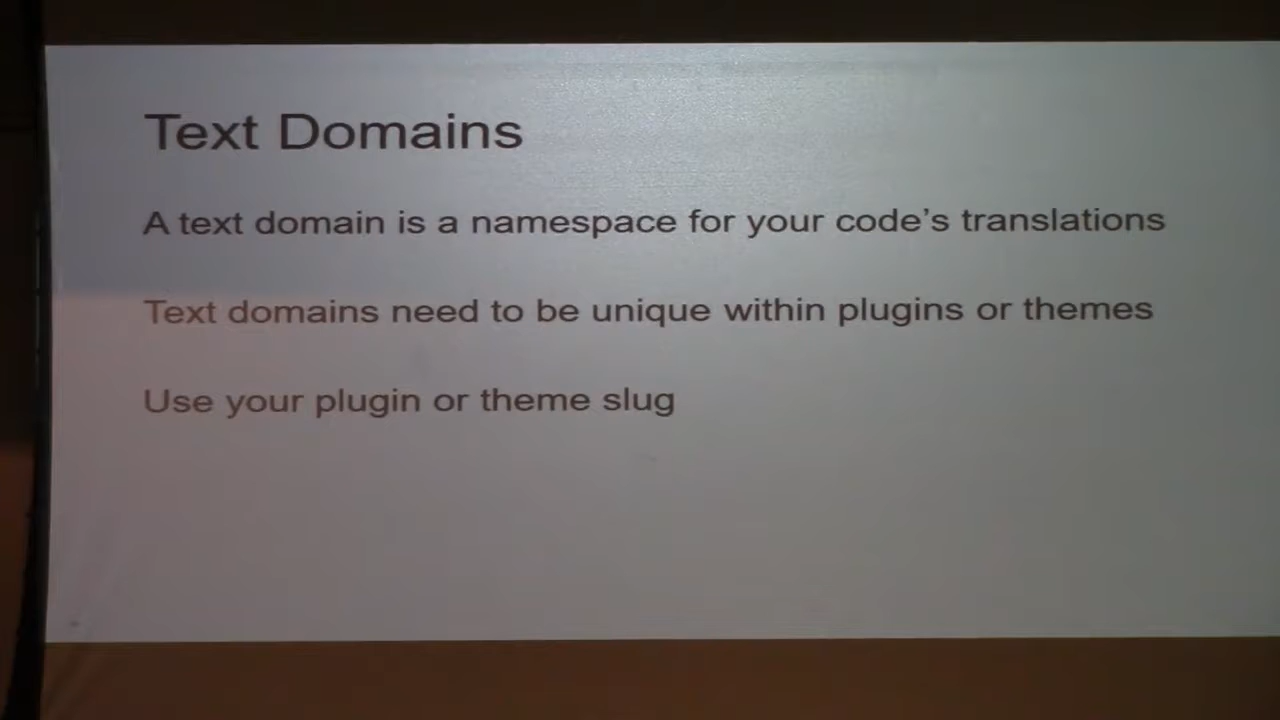 Text Domains
A text domain is a namespace for your code’s translations
Text domains need to be unique within plugins or themes
Use your plugin or theme slug